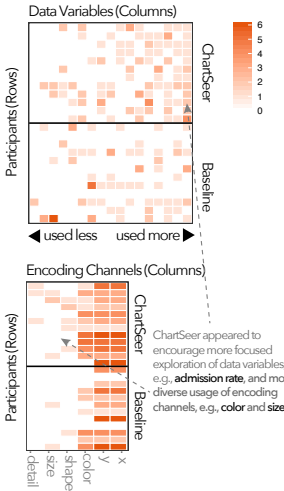 Data Variables (Columns)
Participants (Rows)
ChartSeer
Baseline
6
5
4
3
2
1
0
used less
used more
Encoding Channels (Columns)
Participants (Rows)
ChartSeer
Baseline
detail
size
shape
color
y
x
ChartSeer appeared to
encourage more focused
exploration of data variables
e.g., admission rate, and mo
diverse usage of encoding
channels, e.g., color and size